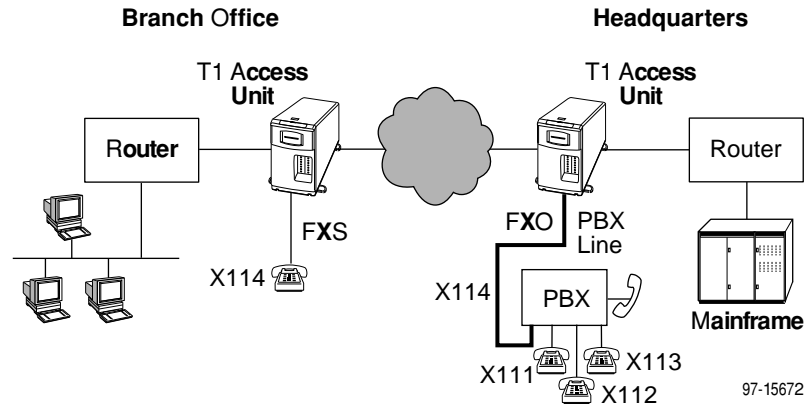 Branch Office
Headquarters
T1 Access
Unit
T1 Access
Unit
Router
Router
FXS
FXO
PBX
Line
X114
X114
PBX
Mainframe
X111
X113
X112
97-15672